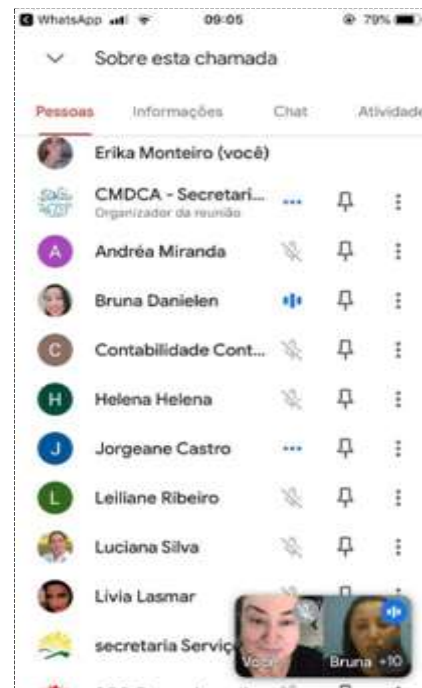 WhatsApp 09:05 79%
Sobre esta chamada
Pessoas Informações Chat Atividade
Erika Monteiro (você)
CMDCA - Secretari...
Organizador da reunião
A Andréa Miranda
Bruna Danielen
C Contabilidade Cont...
H Helena Helena
J Jorgeane Castro
L Leiliane Ribeiro
Luciana Silva
Livia Lasmar
secretaria Serviç
Você Bruna +10